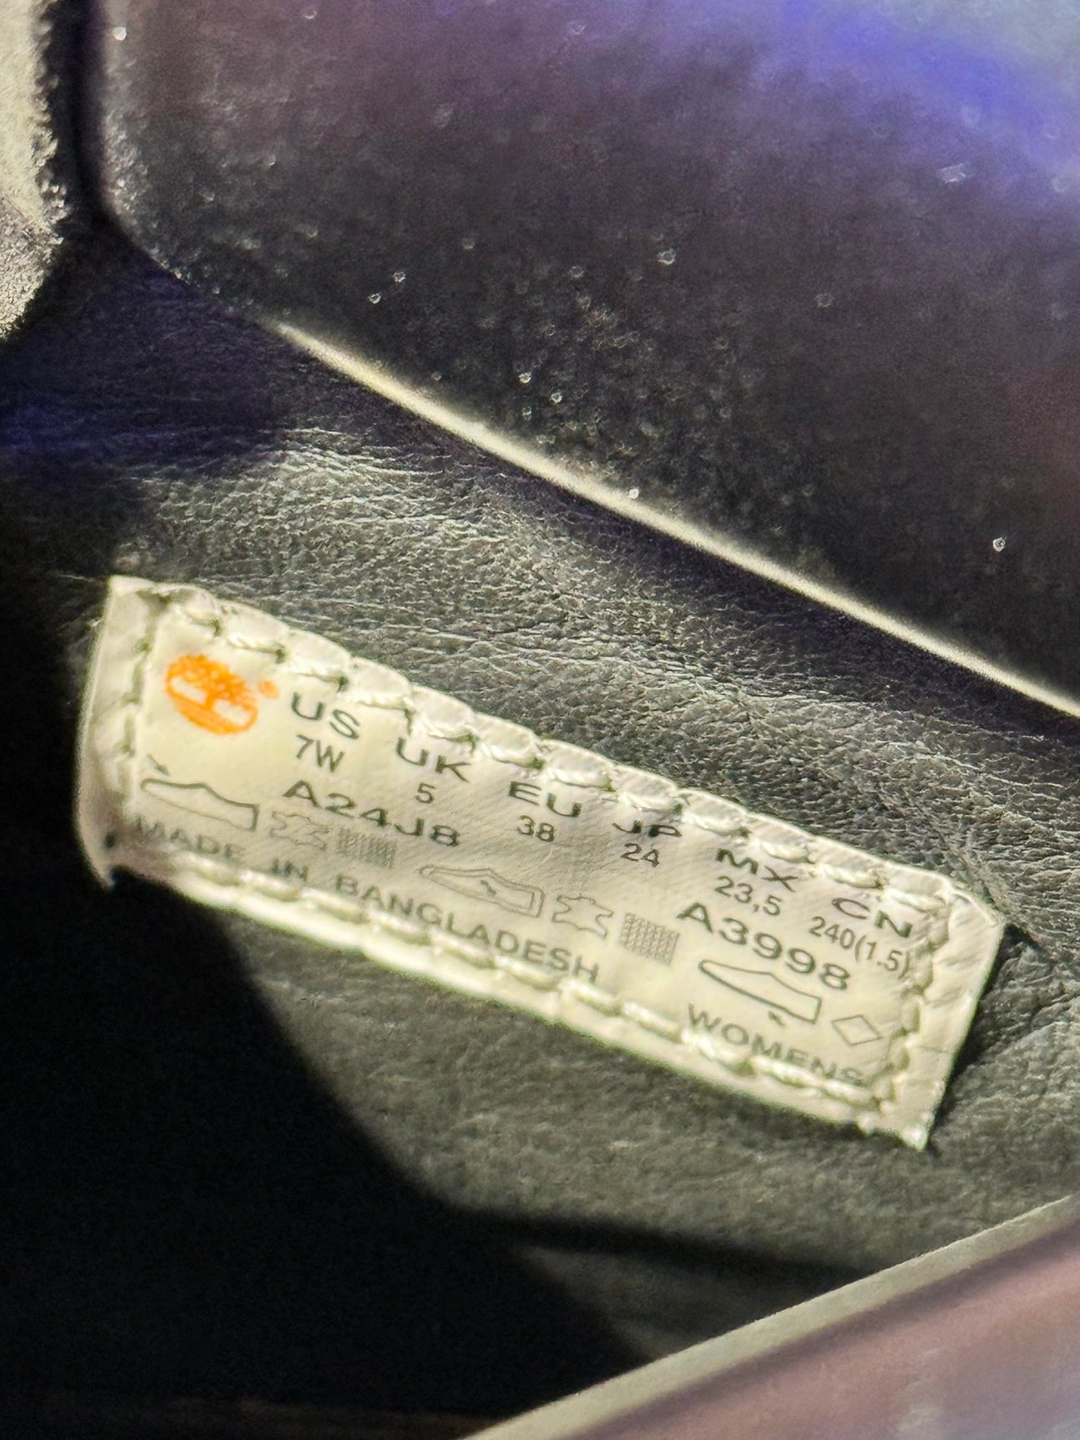 US UK EU JP MX CN
7W 5 38 24 23,5 240(1.5)
A24J8 A3998
MADE IN BANGLADESH WOMENS